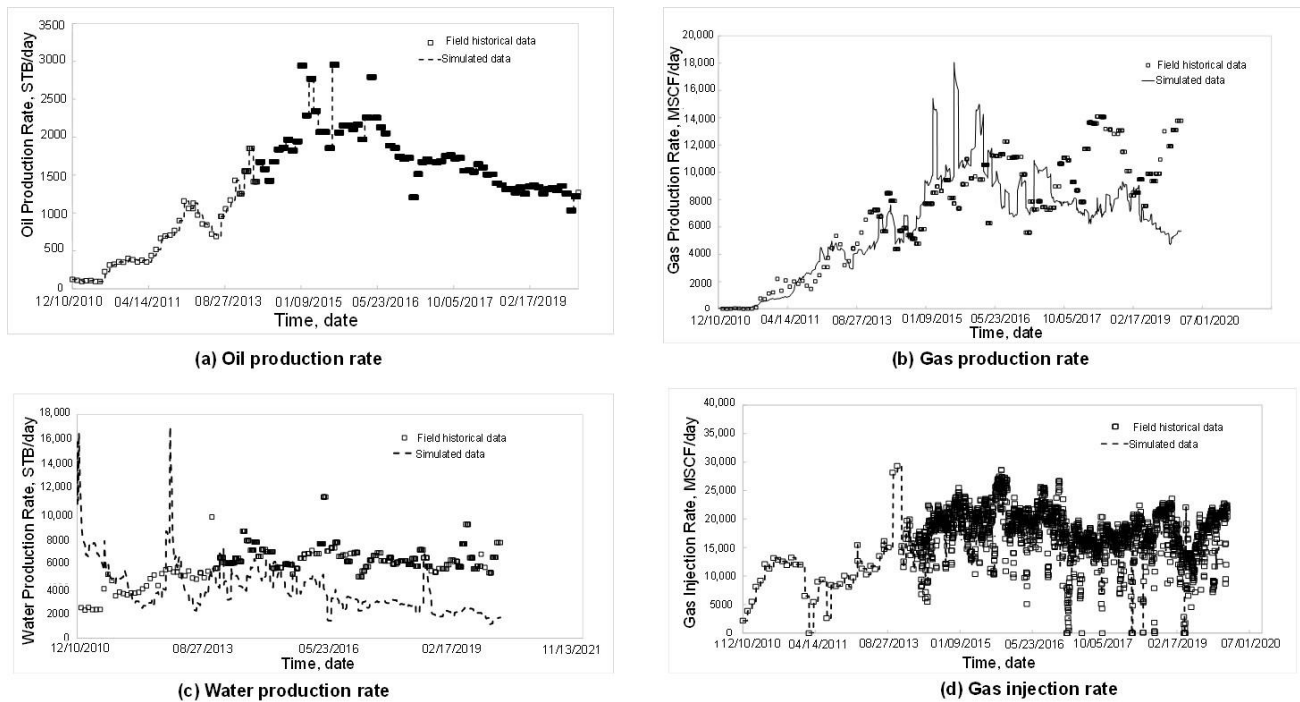 3500
3000
2500
2000
1500
1000
500
0
Oil Production Rate, STB/day
Field historical data
Simulated data
12/10/2010 04/14/2011 08/27/2013 01/09/2015 05/23/2016 10/05/2017 02/17/2019
Time, date
(a) Oil production rate
20,000
18,000
16,000
14,000
12,000
10,000
8000
6000
4000
2000
0
Gas Production Rate, MSCF/day
Field historical data
Simulated data
12/10/2010 04/14/2011 08/27/2013 01/09/2015 05/23/2016 10/05/2017 02/17/2019 07/01/2020
Time, date
(b) Gas production rate
18,000
16,000
14,000
12,000
10,000
8000
6000
4000
2000
0
Water Production Rate, STB/day
Field historical data
Simulated data
12/10/2010 08/27/2013 05/23/2016 02/17/2019 11/13/2021
Time, date
(c) Water production rate
40,000
35,000
30,000
25,000
20,000
15,000
10,000
5000
0
Gas Injection Rate, MSCF/day
Field historical data
Simulated data
112/10/2010 04/14/2011 08/27/2013 01/09/2015 05/23/2016 10/05/2017 02/17/2019 07/01/2020
Time, date
(d) Gas injection rate